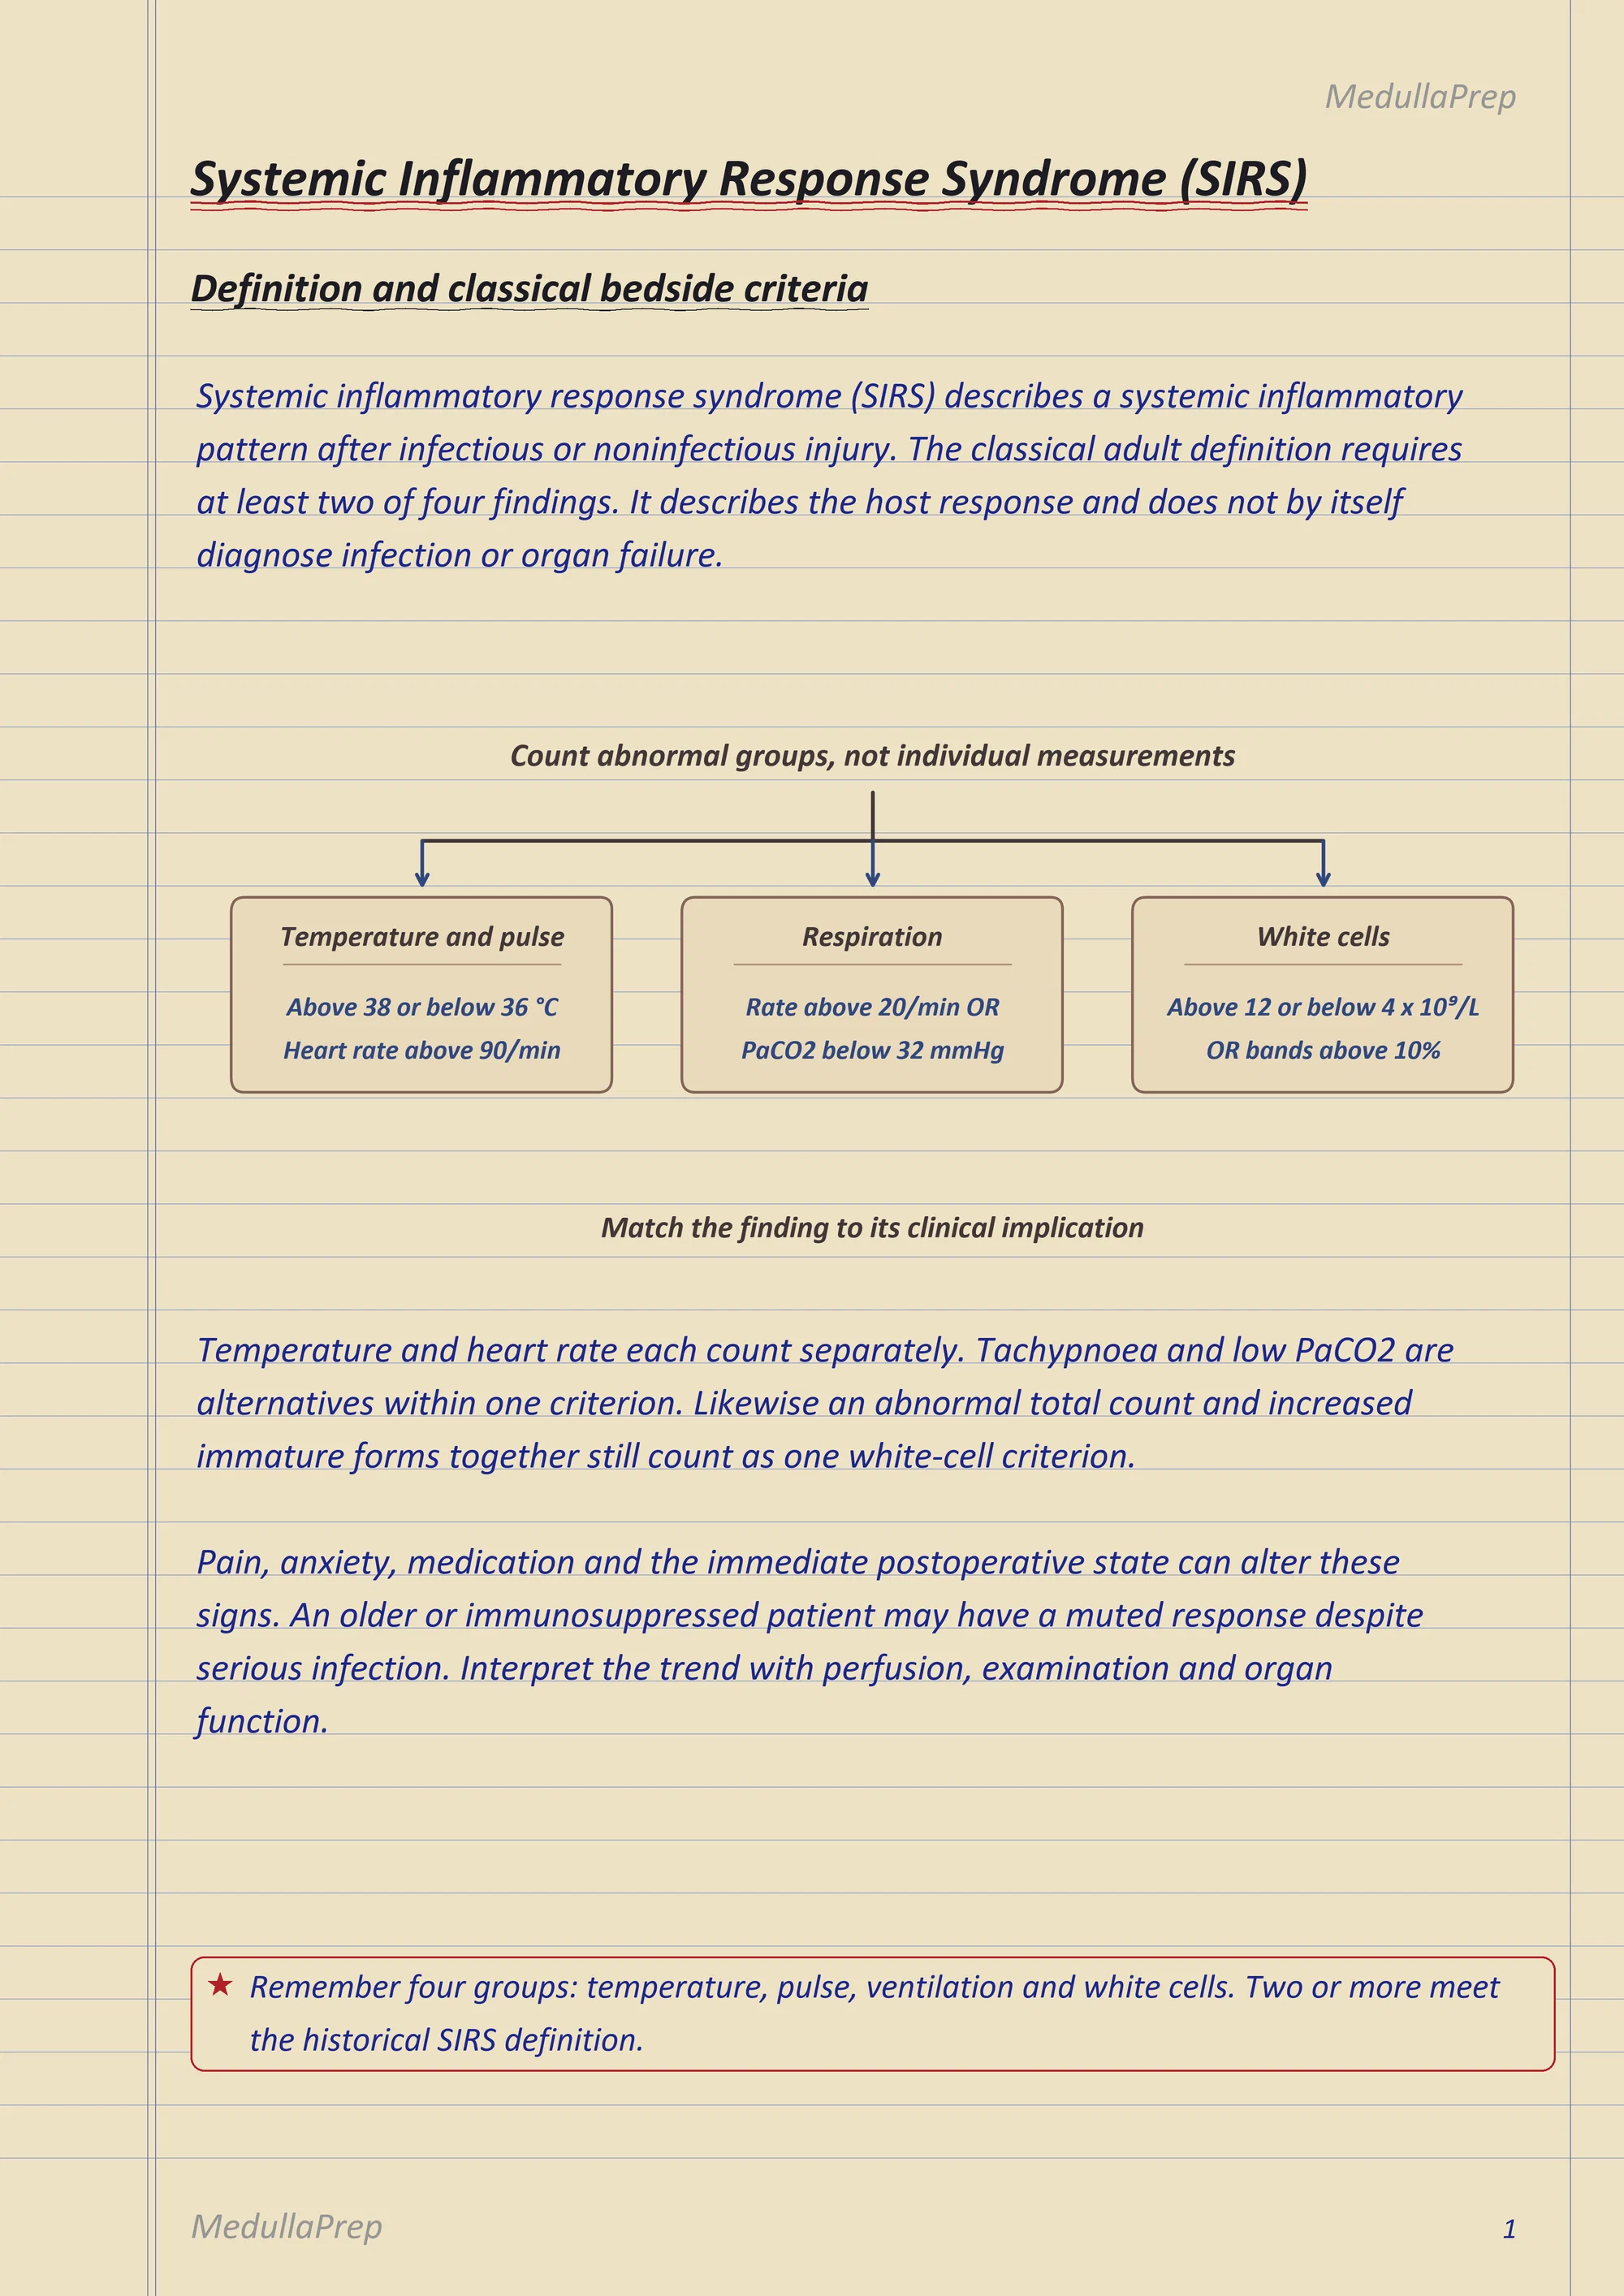 MedullaPrep
Systemic Inflammatory Response Syndrome (SIRS)
Definition and classical bedside criteria
Systemic inflammatory response syndrome (SIRS) describes a systemic inflammatory
pattern after infectious or noninfectious injury. The classical adult definition requires
at least two of four findings. It describes the host response and does not by itself
diagnose infection or organ failure.
Count abnormal groups, not individual measurements
Temperature and pulse
Above 38 or below 36 °C
Heart rate above 90/min
Respiration
Rate above 20/min OR
PaCO2 below 32 mmHg
White cells
Above 12 or below 4 x 10⁹/L
OR bands above 10%
Match the finding to its clinical implication
Temperature and heart rate each count separately. Tachypnoea and low PaCO2 are
alternatives within one criterion. Likewise an abnormal total count and increased
immature forms together still count as one white-cell criterion.
Pain, anxiety, medication and the immediate postoperative state can alter these
signs. An older or immunosuppressed patient may have a muted response despite
serious infection. Interpret the trend with perfusion, examination and organ
function.
★ Remember four groups: temperature, pulse, ventilation and white cells. Two or more meet
the historical SIRS definition.
MedullaPrep
1